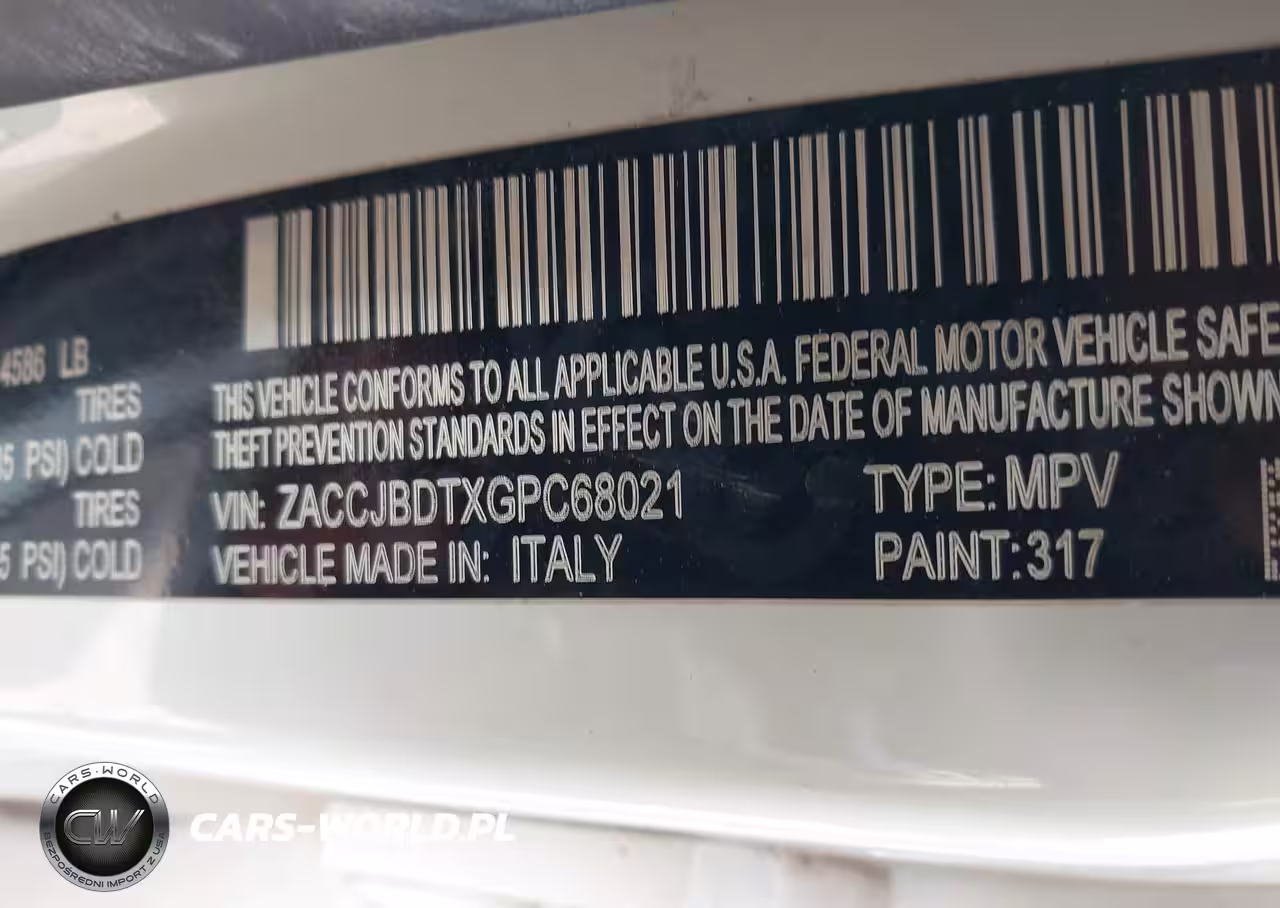 4586 LB
TIRES
5 PSI) COLD
TIRES
5 PSI) COLD
THIS VEHICLE CONFORMS TO ALL APPLICABLE U.S.A. FEDERAL MOTOR VEHICLE SAFE
THEFT PREVENTION STANDARDS IN EFFECT ON THE DATE OF MANUFACTURE SHOWN
VIN: ZACCJBDTXGPC68021 TYPE: MPV
VEHICLE MADE IN: ITALY PAINT: 317
CARS-WORLD
CW
BEZPOŚREDNI IMPORT Z USA
CARS-WORLD.PL